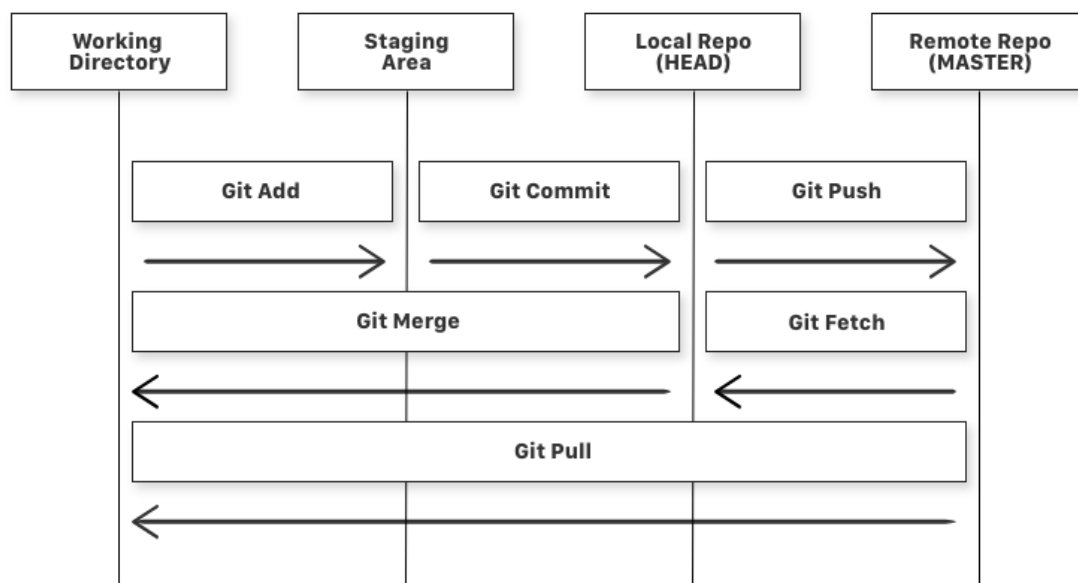 Working
Directory
Staging
Area
Local Repo
(HEAD)
Remote Repo
(MASTER)
Git Add
Git Commit
Git Push
Git Merge
Git Fetch
Git Pull